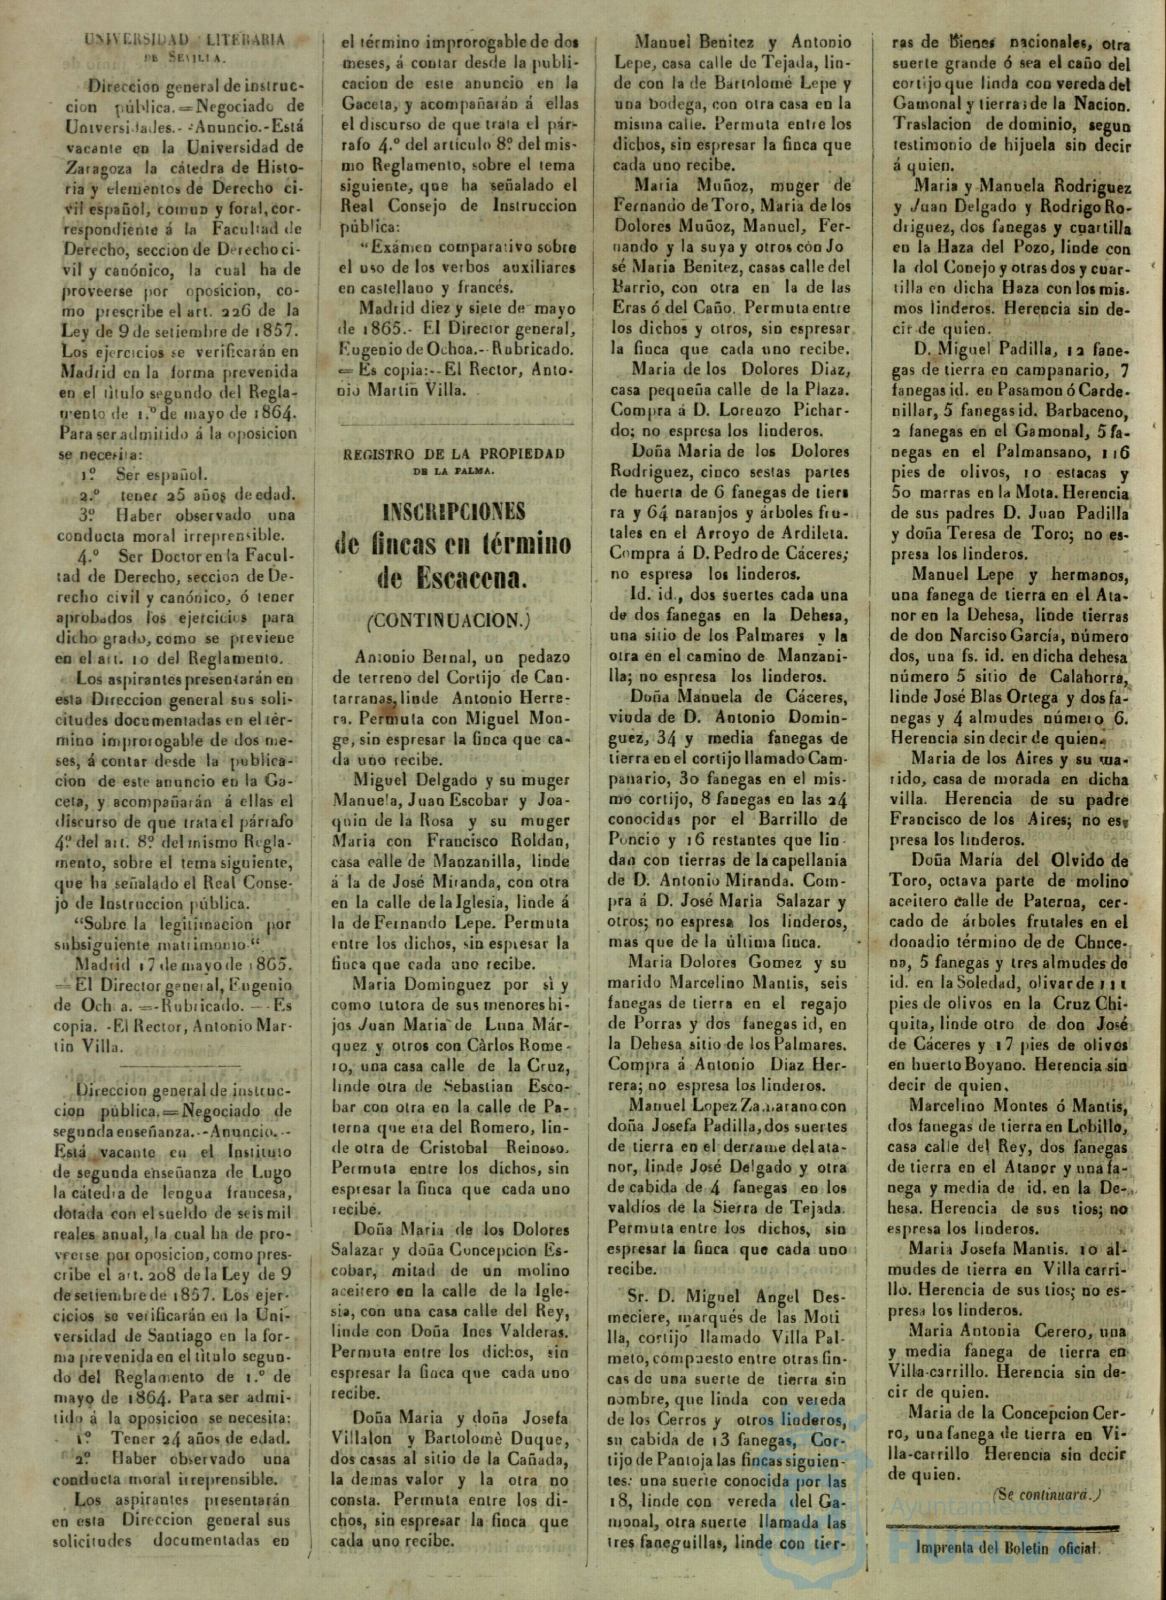 UNIVERSIDAD LITERARIA
DE SEVILLA.
Direccion general de instruc-
cion pública.=Negociado de
Universidades.--Anuncio.-Está
vacante en la Universidad de
Zaragoza la cátedra de Histo-
ria y elementos de Derecho ci-
vil español, comun y foral, cor-
respondiente á la Facultad de
Derecho, seccion de Derecho ci-
vil y canónico, la cual ha de
proveerse por oposicion, co-
mo prescribe el art. 226 de la
Ley de 9 de setiembre de 1857.
Los ejercicios se verificarán en
Madrid en la forma prevenida
en el título segundo del Regla-
mento de 1.º de mayo de 1864.
Para ser admitido á la oposicion
se necesita:
1º Ser español.
2.º tener 25 años de edad.
3º Haber observado una
conducta moral irreprensible.
4.º Ser Doctor en la Facul-
tad de Derecho, seccion de De-
recho civil y canónico, ó tener
aprobados los ejercicios para
dicho grado, como se previene
en el art. 10 del Reglamento.
Los aspirantes presentarán en
esta Direccion general sus soli-
citudes documentadas en el tér-
mino improrogable de dos me-
ses, á contar desde la publica-
cion de este anuncio en la Ga-
ceta, y acompañarán á ellas el
discurso de que trata el párrafo
4º del art. 8º del mismo Regla-
mento, sobre el tema siguiente,
que ha señalado el Real Conse-
jo de Instruccion pública.
“Sobre la legitimacion por
subsiguiente matrimonio“
Madrid 17 de mayo de 1865.
=El Director general, Eugenio
de Ochoa.=-Rubricado.--Es
copia.-El Rector, Antonio Mar-
tin Villa.
Direccion general de instruc-
cion pública.=Negociado de
segunda enseñanza.--Anuncio.--
Está vacante en el Instituto
de segunda enseñanza de Lugo
la cátedra de lengua francesa,
dotada con el sueldo de seis mil
reales anual, la cual ha de pro-
veerse por oposicion, como pres-
cribe el art. 208 de la Ley de 9
de setiembre de 1857. Los ejer-
cicios se verificarán en la Uni-
versidad de Santiago en la for-
ma prevenida en el titulo segun-
do del Reglamento de 1.º de
mayo de 1864. Para ser admi-
tido á la oposicion se necesita:
1º Tener 24 años de edad.
2º Haber observado una
conducta moral irreprensible.
Los aspirantes presentarán
en esta Direccion general sus
solicitudes documentadas en
el término improrogable de dos
meses, á contar desde la publi-
cacion de este anuncio en la
Gaceta, y acompañarán á ellas
el discurso de que trata el pár-
rafo 4.º del articulo 8º del mis-
mo Reglamento, sobre el tema
siguiente, que ha señalado el
Real Consejo de Instruccion
pública:
“Exámen comparativo sobre
el uso de los verbos auxiliares
en castellano y francés.
Madrid diez y siete de mayo
de 1865.- El Director general,
Eugenio de Ochoa.--Rubricado.
=Es copia:--El Rector, Anto-
nio Martin Villa.
REGISTRO DE LA PROPIEDAD
DE LA PALMA.
INSCRIPCIONES
de fincas en término
de Escacena.
(CONTINUACION.)
Antonio Bernal, un pedazo
de terreno del Cortijo de Can-
tarranas, linde Antonio Herre-
ra. Permuta con Miguel Mon-
ge, sin espresar la finca que ca-
da uno recibe.
Miguel Delgado y su muger
Manuela, Juan Escobar y Joa-
quin de la Rosa y su muger
Maria con Francisco Roldan,
casa calle de Manzanilla, linde
á la de José Miranda, con otra
en la calle de la Iglesia, linde á
la de Fernando Lepe. Permuta
entre los dichos, sin espresar la
finca que cada uno recibe.
Maria Dominguez por sì y
como tutora de sus menores hi-
jos Juan Maria de Luna Már-
quez y otros con Càrlos Rome-
ro, una casa calle de la Cruz,
linde otra de Sebastian Esco-
bar con otra en la calle de Pa-
terna que era del Romero, lin-
de otra de Cristobal Reinoso.
Permuta entre los dichos, sin
espresar la finca que cada uno
recibe.
Doña Maria de los Dolores
Salazar y doña Concepcion Es-
cobar, mitad de un molino
aceitero en la calle de la Igle-
sia, con una casa calle del Rey,
linde con Doña Ines Valderas.
Permuta entre los dichos, sin
espresar la finca que cada uno
recibe.
Doña Maria y doña Josefa
Villalon y Bartolomè Duque,
dos casas al sitio de la Cañada,
la demas valor y la otra no
consta. Permuta entre los di-
chos, sin espresar la finca que
cada uno recibe.
Manuel Benitez y Antonio
Lepe, casa calle de Tejada, lin-
de con la de Bartolomé Lepe y
una bodega, con otra casa en la
misma calle. Permuta entre los
dichos, sin espresar la finca que
cada uno recibe.
Maria Muñoz, muger de
Fernando de Toro, Maria de los
Dolores Muñoz, Manuel, Fer-
nando y la suya y otros con Jo
sé Maria Benitez, casas calle del
Barrio, con otra en la de las
Eras ó del Caño. Permuta entre
los dichos y otros, sin espresar
la finca que cada uno recibe.
Maria de los Dolores Diaz,
casa pequeña calle de la Plaza.
Compra á D. Lorenzo Pichar-
do; no espresa los linderos.
Doña Maria de los Dolores
Rodriguez, cinco sestas partes
de huerta de 6 fanegas de tier-
ra y 64 naranjos y árboles fru-
tales en el Arroyo de Ardileta.
Compra á D. Pedro de Cáceres;
no espresa los linderos.
Id. id., dos suertes cada una
de dos fanegas en la Dehesa,
una sitio de los Palmares y la
otra en el camino de Manzani-
lla; no espresa los linderos.
Doña Manuela de Cáceres,
viuda de D. Antonio Domin-
guez, 34 y media fanegas de
tierra en el cortijo llamado Cam-
panario, 30 fanegas en el mis-
mo cortijo, 8 fanegas en las 24
conocidas por el Barrillo de
Poncio y 16 restantes que lin-
dan con tierras de la capellania
de D. Antonio Miranda. Com-
pra á D. José Maria Salazar y
otros; no espresa los linderos,
mas que de la última finca.
Maria Dolores Gomez y su
marido Marcelino Mantis, seis
fanegas de tierra en el regajo
de Porras y dos fanegas id, en
la Dehesa sitio de los Palmares.
Compra á Antonio Diaz Her-
rera; no espresa los linderos.
Manuel Lopez Zamarano con
doña Josefa Padilla, dos suertes
de tierra en el derrame del ata-
nor, linde José Delgado y otra
de cabida de 4 fanegas en los
valdios de la Sierra de Tejada.
Permuta entre los dichos, sin
espresar la finca que cada uno
recibe.
Sr. D. Miguel Angel Des-
meciere, marqués de las Moti
lla, cortijo llamado Villa Pal-
meto, compuesto entre otras fin-
cas de una suerte de tierra sin
nombre, que linda con vereda
de los Cerros y otros linderos,
su cabida de 13 fanegas, Cor-
tijo de Pantoja las fincas siguien-
tes: una suerte conocida por las
18, linde con vereda del Ga-
monal, otra suerte llamada las
tres faneguillas, linde con tier-
ras de Bienes nacionales, otra
suerte grande ó sea el caño del
cortijo que linda con vereda del
Gamonal y tierras de la Nacion.
Traslacion de dominio, segun
testimonio de hijuela sin decir
á quien.
Maria y Manuela Rodriguez
y Juan Delgado y Rodrigo Ro-
driguez, dos fanegas y cuartilla
en la Haza del Pozo, linde con
la dol Conejo y otras dos y cuar-
tilla en dicha Haza con los mis.
mos linderos. Herencia sin de-
cir de quien.
D. Miguel Padilla, 12 fane-
gas de tierra en campanario, 7
fanegas id. en Pasamon ó Carde-
nillar, 5 fanegas id. Barbaceno,
2 fanegas en el Gamonal, 5 fa-
negas en el Palmansano, 116
pies de olivos, 10 estacas y
50 marras en la Mota. Herencia
de sus padres D. Juan Padilla
y doña Teresa de Toro; no es-
presa los linderos.
Manuel Lepe y hermanos,
una fanega de tierra en el Ata-
nor en la Dehesa, linde tierras
de don Narciso García, número
dos, una fs. id. en dicha dehesa
número 5 sitio de Calahorra,
linde José Blas Ortega y dos fa-
negas y 4 almudes número 6.
Herencia sin decir de quien.
Maria de los Aires y su ma-
rido, casa de morada en dicha
villa. Herencia de su padre
Francisco de los Aires; no es-
presa los linderos.
Doña María del Olvido de
Toro, octava parte de molino
aceitero calle de Paterna, cer-
cado de árboles frutales en el
donadio término de de Chuce-
na, 5 fanegas y tres almudes de
id. en la Soledad, olivar de 111
pies de olivos en la Cruz Chi-
quita, linde otro de don José
de Cáceres y 17 pies de olivos
en huerto Boyano. Herencia sin
decir de quien.
Marcelino Montes ó Mantis,
dos fanegas de tierra en Lobillo,
casa calle del Rey, dos fanegas
de tierra en el Atanor y una fa-
nega y media de id. en la De-
hesa. Herencia de sus tios; no
espresa los linderos.
Maria Josefa Mantis. 10 al-
mudes de tierra en Villa carri-
llo. Herencia de sus tios; no es-
presa los linderos.
Maria Antonia Cerero, una
y media fanega de tierra en
Villa-carrillo. Herencia sin de-
cir de quien.
Maria de la Concepcion Cer-
ro, una fanega de tierra en Vi-
lla-carrillo Herencia sin decir
de quien.
(Se continuará.)
Ayuntamiento de
HUELVA
Imprenta del Boletin oficial.